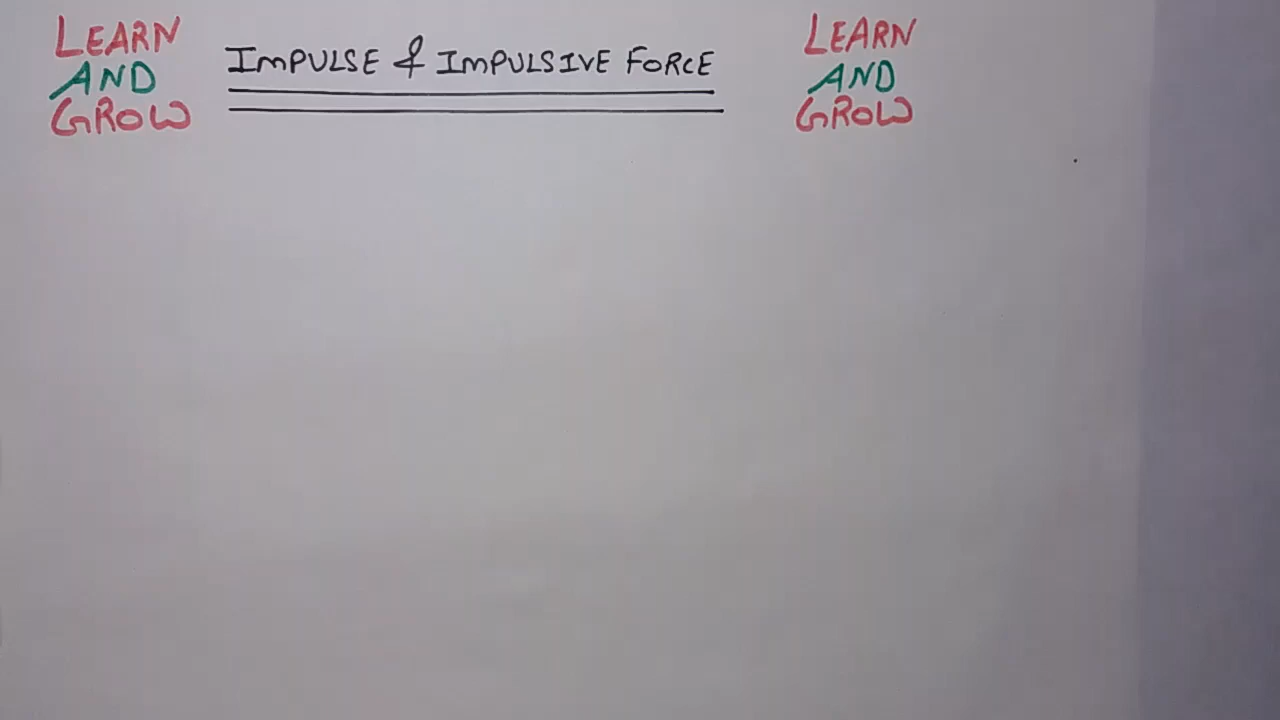 LEARN
AND
GROW
IMPULSE & IMPULSIVE FORCE
LEARN
AND
GROW